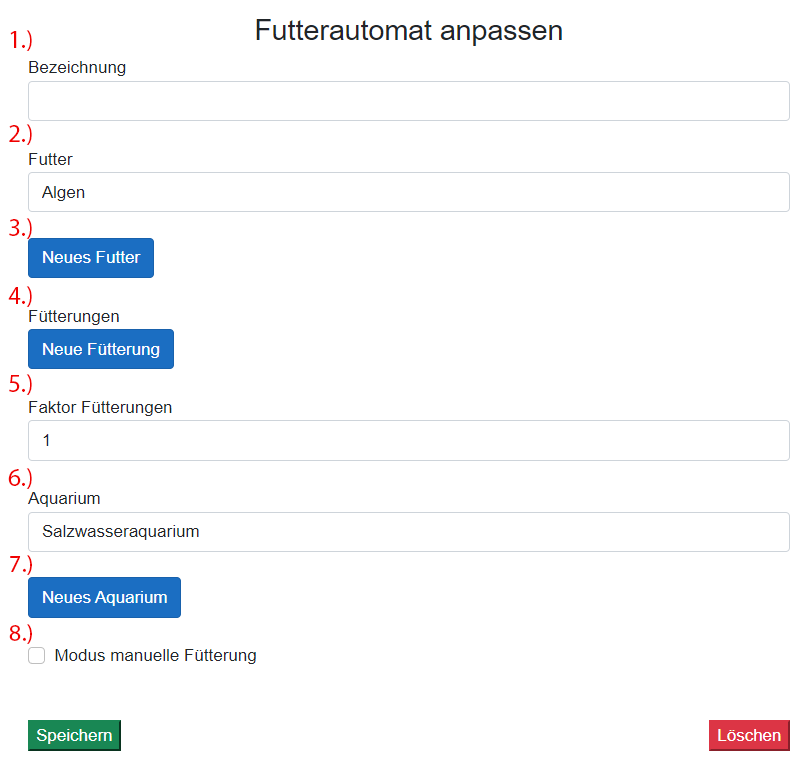 Futterautomat anpassen
1.)
Bezeichnung
2.)
Futter
Algen
3.)
Neues Futter
4.)
Fütterungen
Neue Fütterung
5.)
Faktor Fütterungen
1
6.)
Aquarium
Salzwasseraquarium
7.)
Neues Aquarium
8.)
Modus manuelle Fütterung
Speichern
Löschen